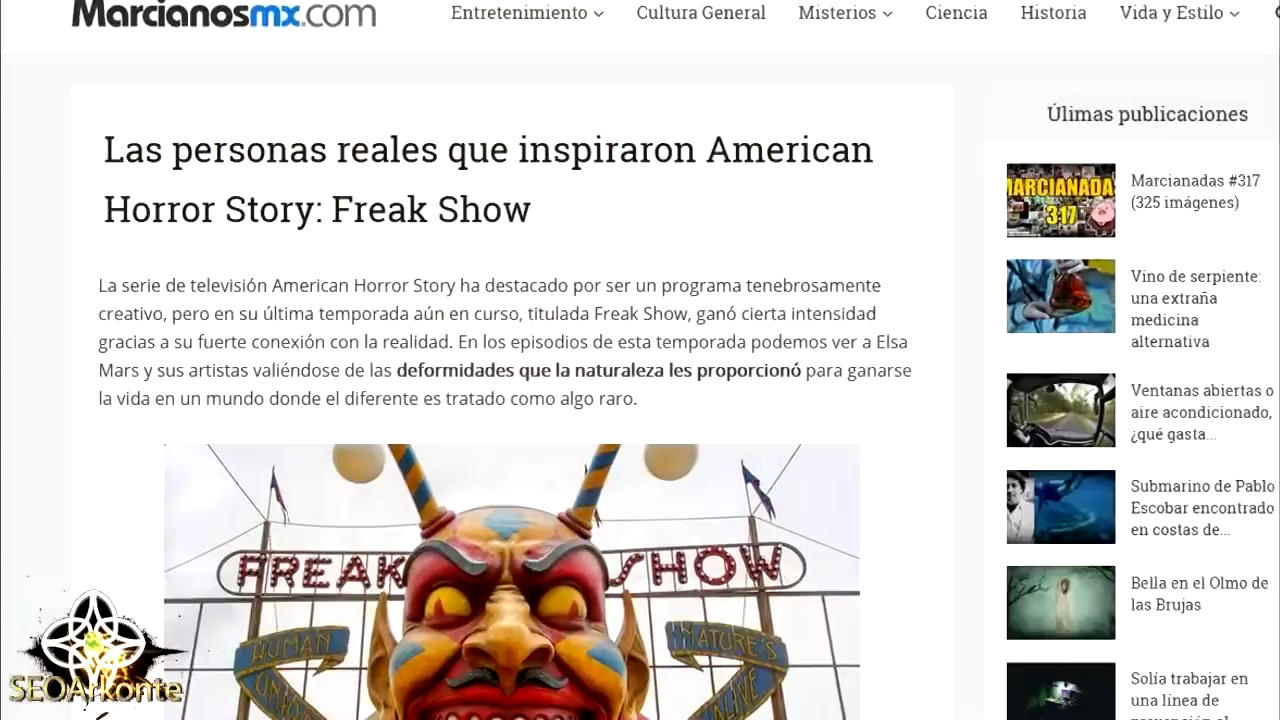 Marcianosmx.com
Entretenimiento
Cultura General
Misterios
Ciencia
Historia
Vida y Estilo
Las personas reales que inspiraron American
Horror Story: Freak Show
La serie de televisión American Horror Story ha destacado por ser un programa tenebrosamente
creativo, pero en su última temporada aún en curso, titulada Freak Show, ganó cierta intensidad
gracias a su fuerte conexión con la realidad. En los episodios de esta temporada podemos ver a Elsa
Mars y sus artistas valiéndose de las deformidades que la naturaleza les proporcionó para ganarse
la vida en un mundo donde el diferente es tratado como algo raro.
FREAK SHOW
HUMAN
NATURE'S
SEOArkonte
Úlimas publicaciones
MARCIANADA
317
Marcianadas #317
(325 imágenes)
Vino de serpiente:
una extraña
medicina
alternativa
Ventanas abiertas o
aire acondicionado,
¿qué gasta...
Submarino de Pablo
Escobar encontrado
en costas de...
Bella en el Olmo de
las Brujas
Solía trabajar en
una línea de